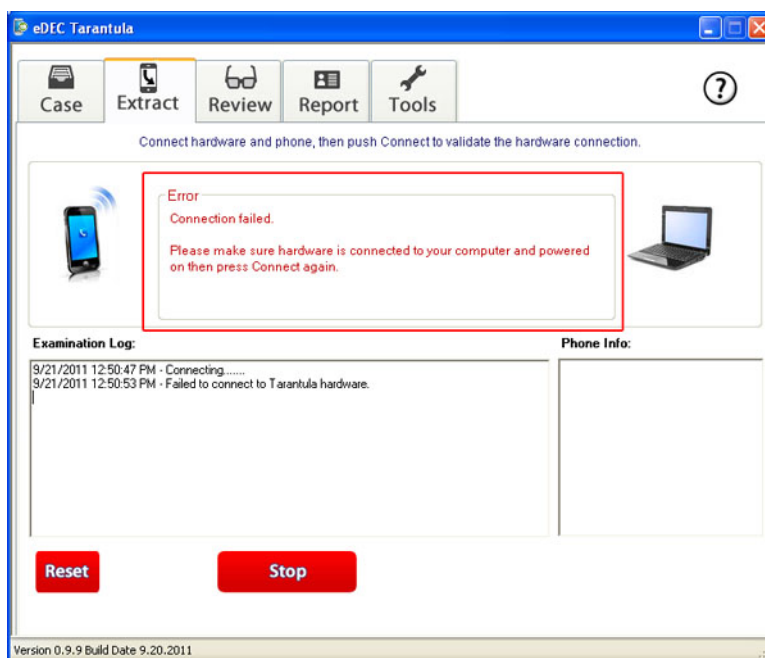 eDEC Tarantula
Case
Extract
Review
Report
Tools
?
Connect hardware and phone, then push Connect to validate the hardware connection.
Error
Connection failed.
Please make sure hardware is connected to your computer and powered
on then press Connect again.
Examination Log:
Phone Info:
9/21/2011 12:50:47 PM - Connecting.......
9/21/2011 12:50:53 PM - Failed to connect to Tarantula hardware.
Reset
Stop
Version 0.9.9 Build Date 9.20.2011